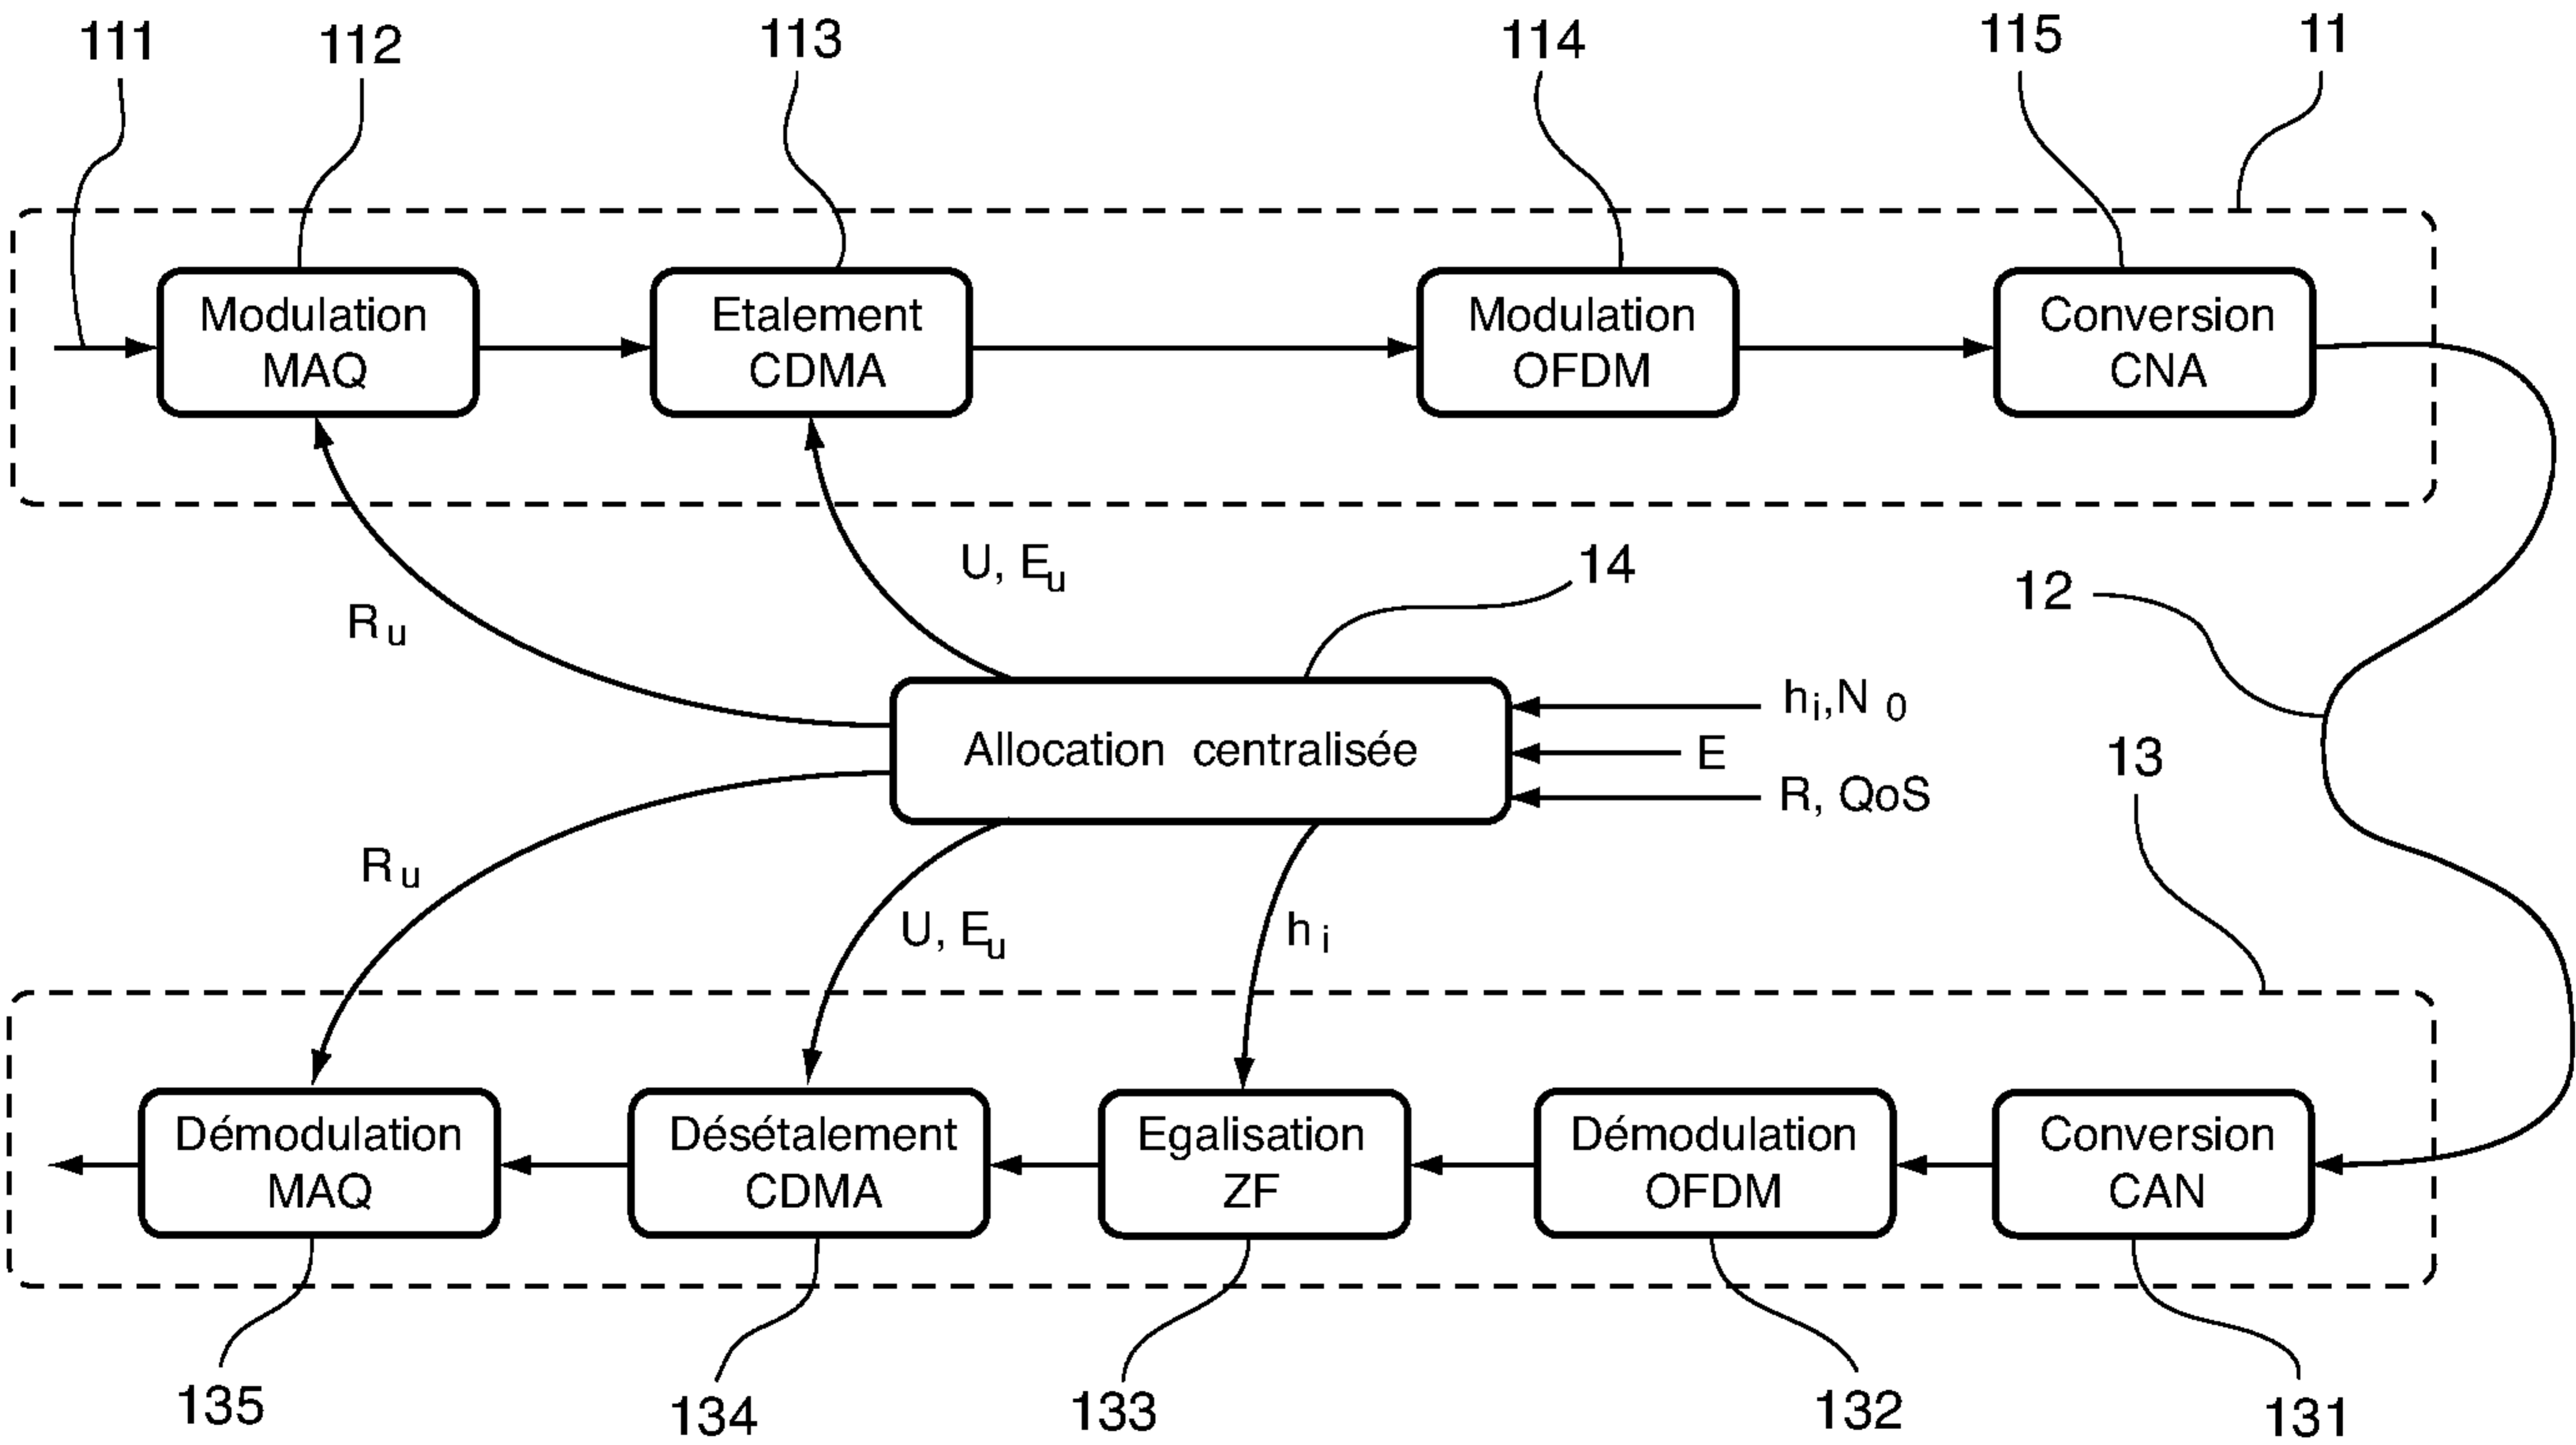 111
112
113
114
115
11
Modulation
MAQ
Etalement
CDMA
Modulation
OFDM
Conversion
CNA
U, Eu
14
12
Ru
hi, N0
Allocation centralisée
E
13
R, QoS
Ru
U, Eu
hi
Démodulation
MAQ
Désétalement
CDMA
Egalisation
ZF
Démodulation
OFDM
Conversion
CAN
135
134
133
132
131